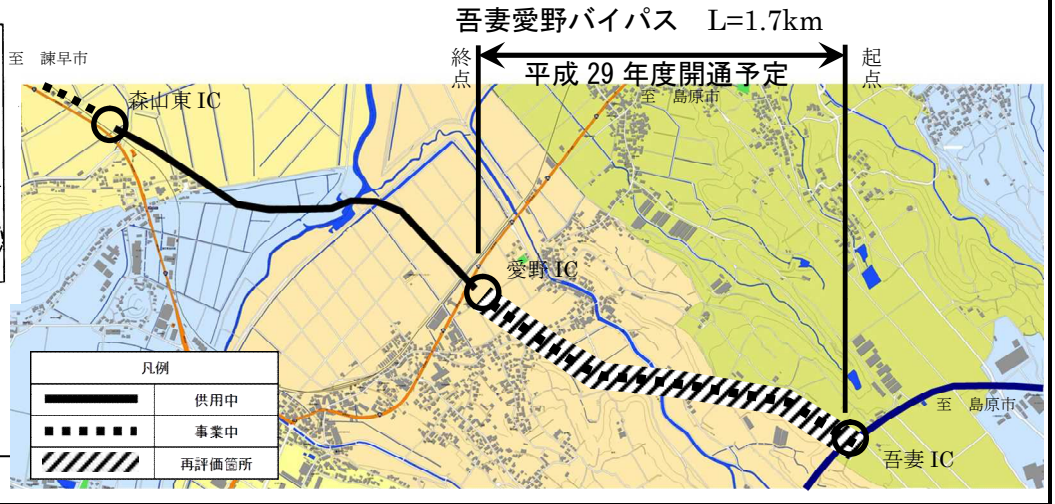 吾妻愛野バイパス L=1.7km
至 諫早市
終点
平成 29 年度開通予定
起点
森山東 IC
至 島原市
愛野 IC
凡例
供用中
事業中
再評価箇所
至 島原市
吾妻 IC